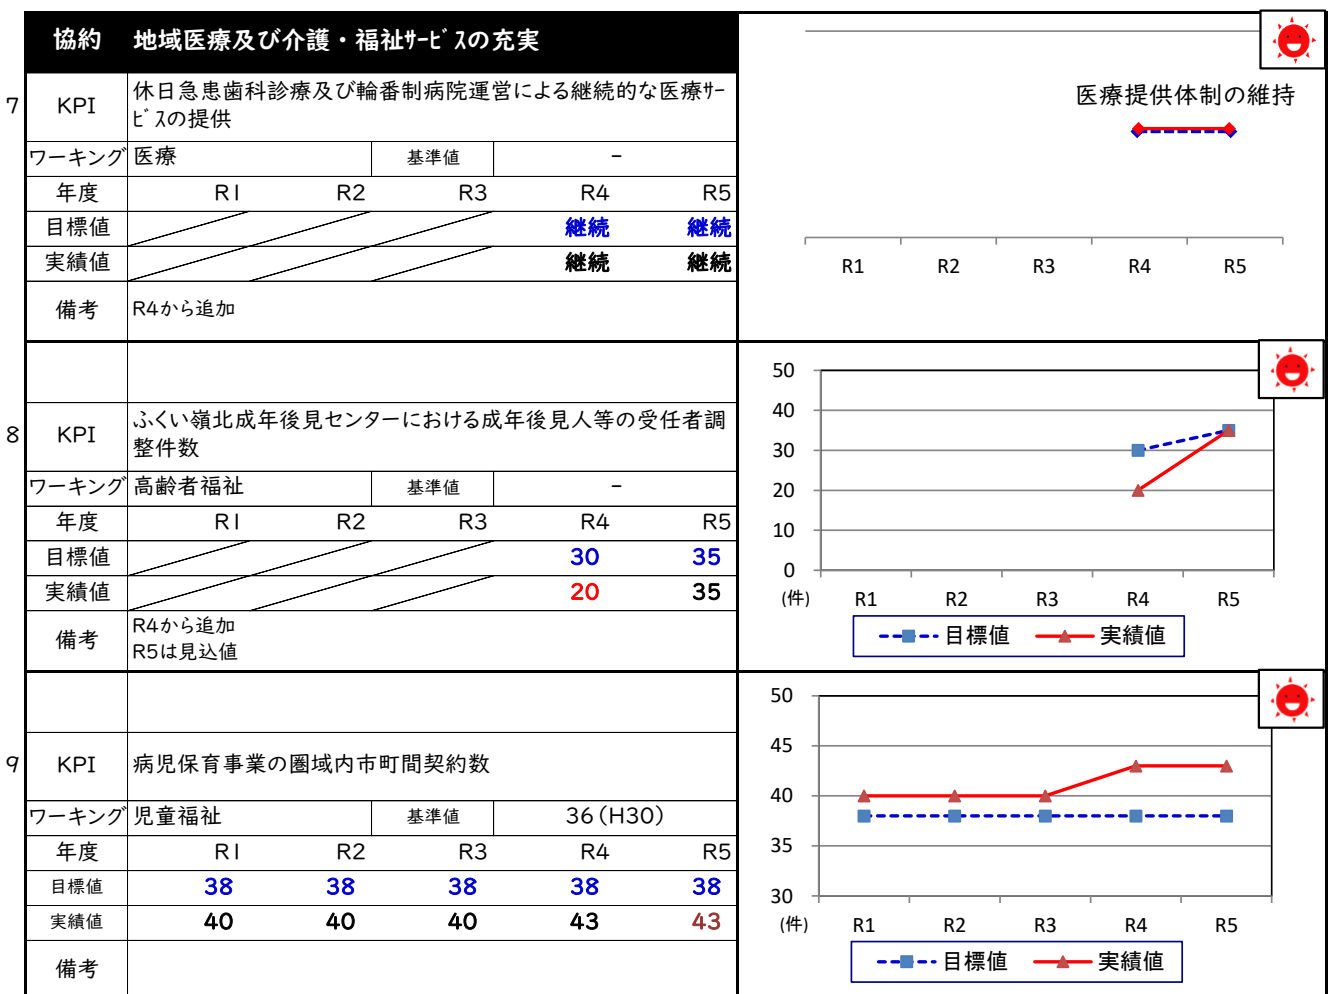 協約 地域医療及び介護・福祉サービスの充実
7
KPI 休日急患歯科診療及び輪番制病院運営による継続的な医療サー
ビスの提供
ワーキング 医療 基準値 －
年度 R1 R2 R3 R4 R5
目標値 継続 継続
実績値 継続 継続
備考 R4から追加
医療提供体制の維持
R1 R2 R3 R4 R5
8
KPI ふくい嶺北成年後見センターにおける成年後見人等の受任者調
整件数
ワーキング 高齢者福祉 基準値 －
年度 R1 R2 R3 R4 R5
目標値 30 35
実績値 20 35
備考 R4から追加
R5は見込値
50
40
30
20
10
0
(件) R1 R2 R3 R4 R5
目標値 実績値
9
KPI 病児保育事業の圏域内市町間契約数
ワーキング 児童福祉 基準値 36(H30)
年度 R1 R2 R3 R4 R5
目標値 38 38 38 38 38
実績値 40 40 40 43 43
備考
50
45
40
35
30
(件) R1 R2 R3 R4 R5
目標値 実績値